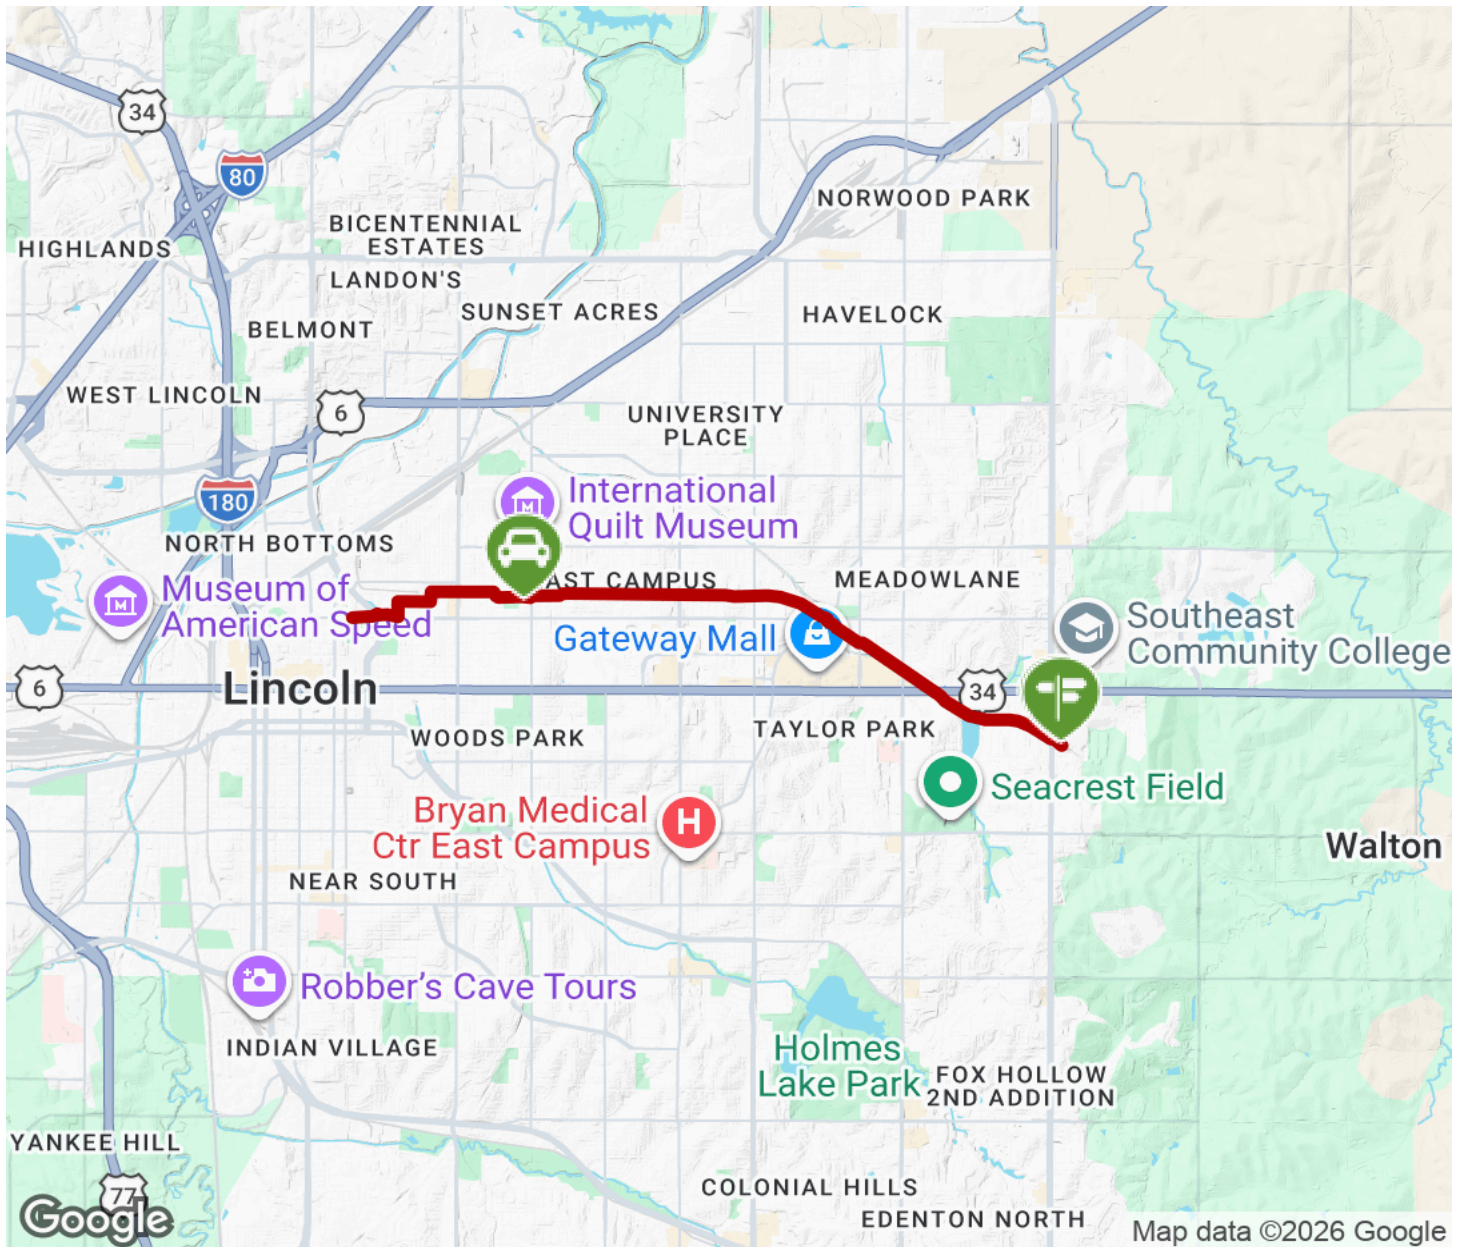 34
80
NORWOOD PARK
BICENTENNIAL
ESTATES
HIGHLANDS
LANDON'S
SUNSET ACRES
HAVELOCK
BELMONT
WEST LINCOLN
6
UNIVERSITY
PLACE
International
Quilt Museum
180
NORTH BOTTOMS
AST CAMPUS
MEADOWLANE
Museum of
American Speed
Southeast
Community College
Gateway Mall
6
Lincoln
34
WOODS PARK
TAYLOR PARK
Seacrest Field
Bryan Medical
Ctr East Campus
H
Walton
NEAR SOUTH
Robber's Cave Tours
INDIAN VILLAGE
Holmes
Lake Park
FOX HOLLOW
2ND ADDITION
YANKEE HILL
77
COLONIAL HILLS
EDENTON NORTH
Google
Map data ©2026 Google